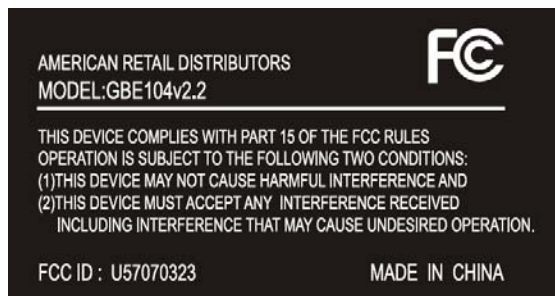 AMERICAN RETAIL DISTRIBUTORS
MODEL:GBE104v2.2
FC
THIS DEVICE COMPLIES WITH PART 15 OF THE FCC RULES
OPERATION IS SUBJECT TO THE FOLLOWING TWO CONDITIONS:
(1)THIS DEVICE MAY NOT CAUSE HARMFUL INTERFERENCE AND
(2)THIS DEVICE MUST ACCEPT ANY INTERFERENCE RECEIVED
INCLUDING INTERFERENCE THAT MAY CAUSE UNDESIRED OPERATION.
FCC ID : U57070323
MADE IN CHINA